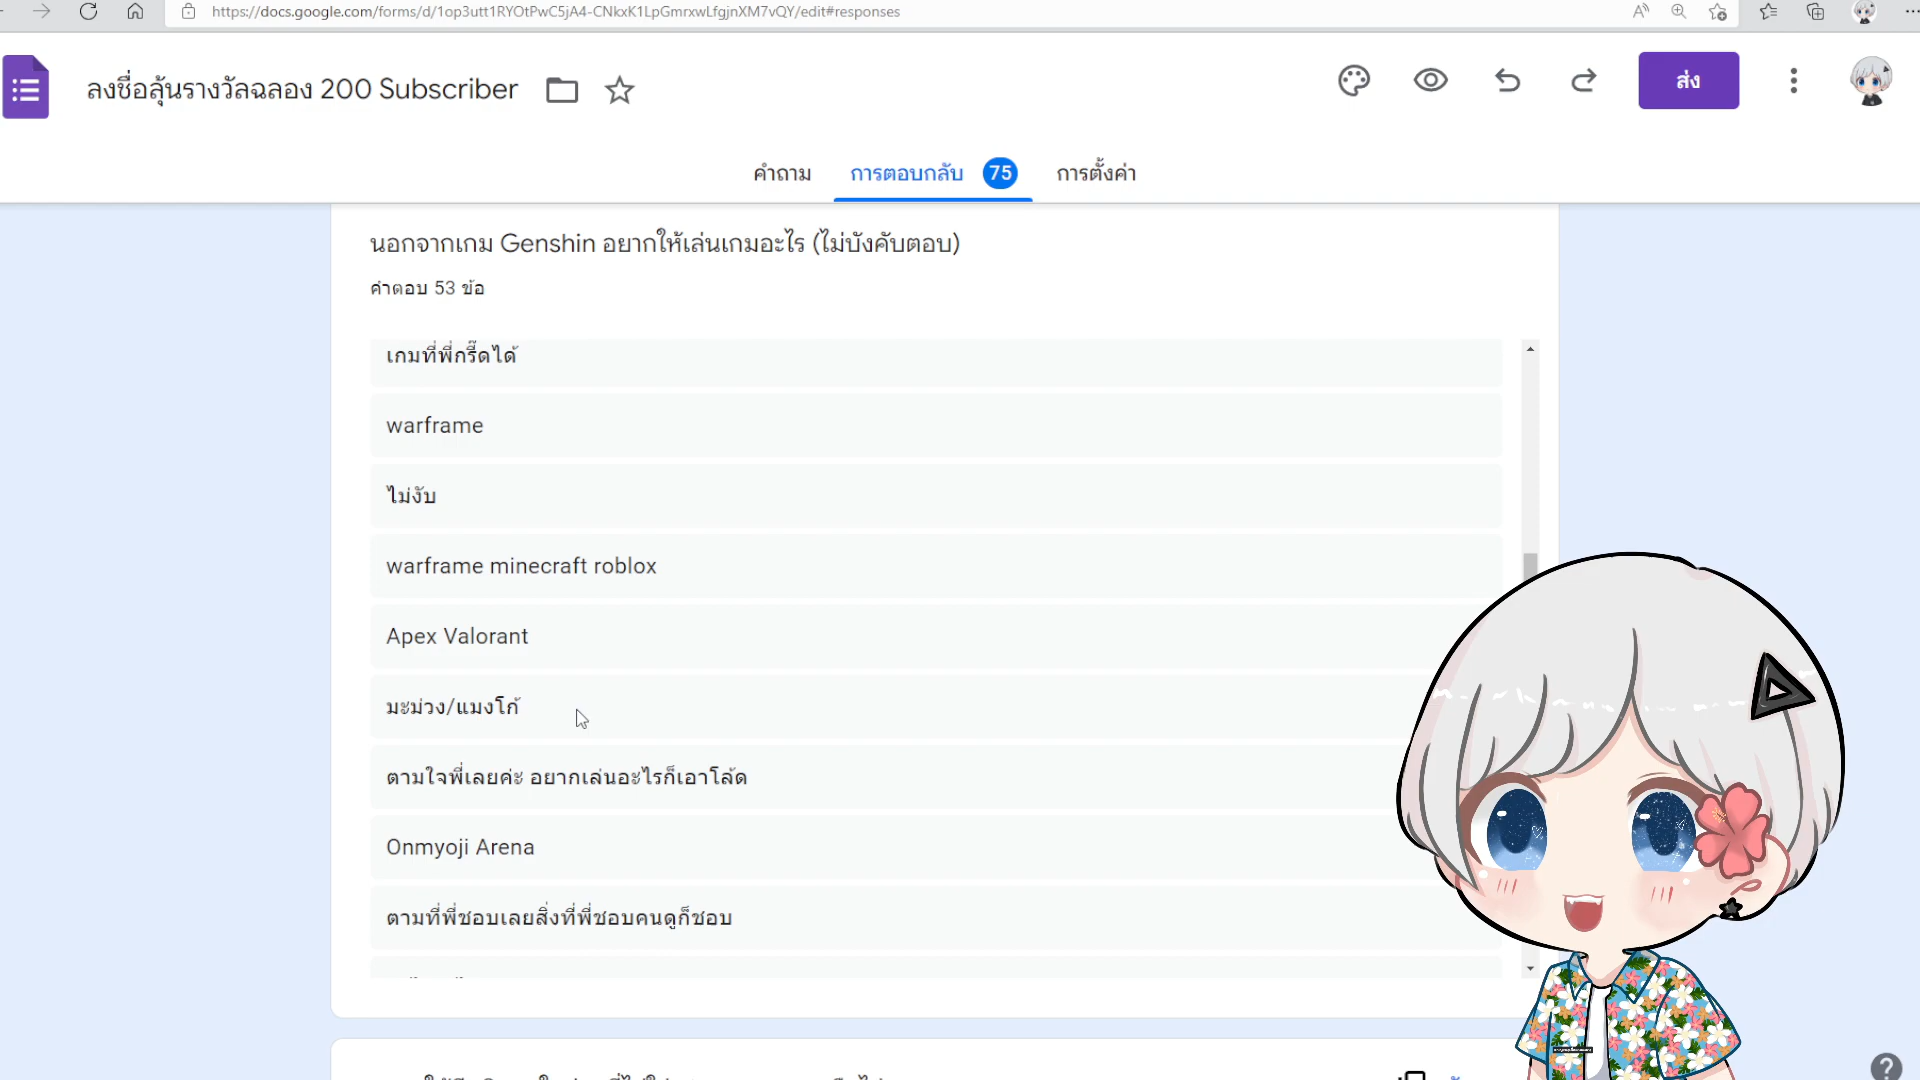 https://docs.google.com/forms/d/1op3utt1RYOtPwC5jA4-CNkxK1LpGmrxwLfgjnXM7vQY/edit#responses
ลงชื่อลุ้นรางวัลฉลอง 200 Subscriber
ส่ง
คำถาม
การตอบกลับ 75
การตั้งค่า
นอกจากเกม Genshin อยากให้เล่นเกมอะไร (ไม่บังคับตอบ)
คำตอบ 53 ข้อ
เกมที่พี่กรี๊ดได้
warframe
ไม่งับ
warframe minecraft roblox
Apex Valorant
มะม่วง/แมงโก้
ตามใจพี่เลยค่ะ อยากเล่นอะไรก็เอาโล้ด
Onmyoji Arena
ตามที่พี่ชอบเลยสิ่งที่พี่ชอบคนดูก็ชอบ